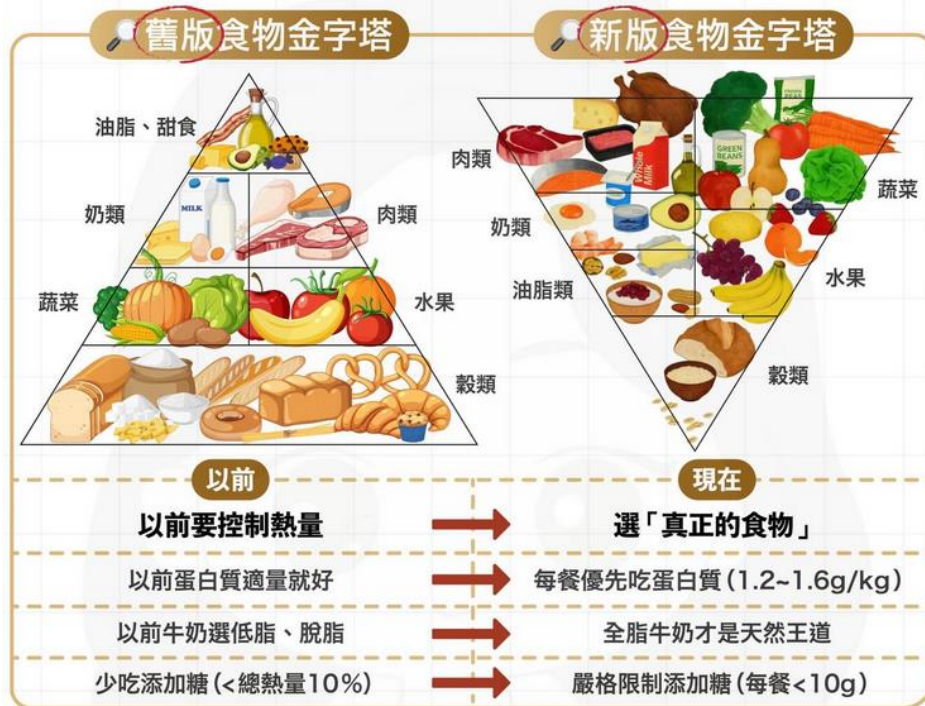 舊版食物金字塔
新版食物金字塔
油脂、甜食
奶類
MILK
肉類
蔬菜
水果
穀類
肉類
Whole Milk
GREEN BEANS
蔬菜
奶類
油脂類
水果
穀類
以前
現在
以前要控制熱量
選「真正的食物」
以前蛋白質適量就好
每餐優先吃蛋白質(1.2~1.6g/kg)
以前牛奶選低脂、脫脂
全脂牛奶才是天然王道
少吃添加糖(<總熱量10%)
嚴格限制添加糖(每餐<10g)